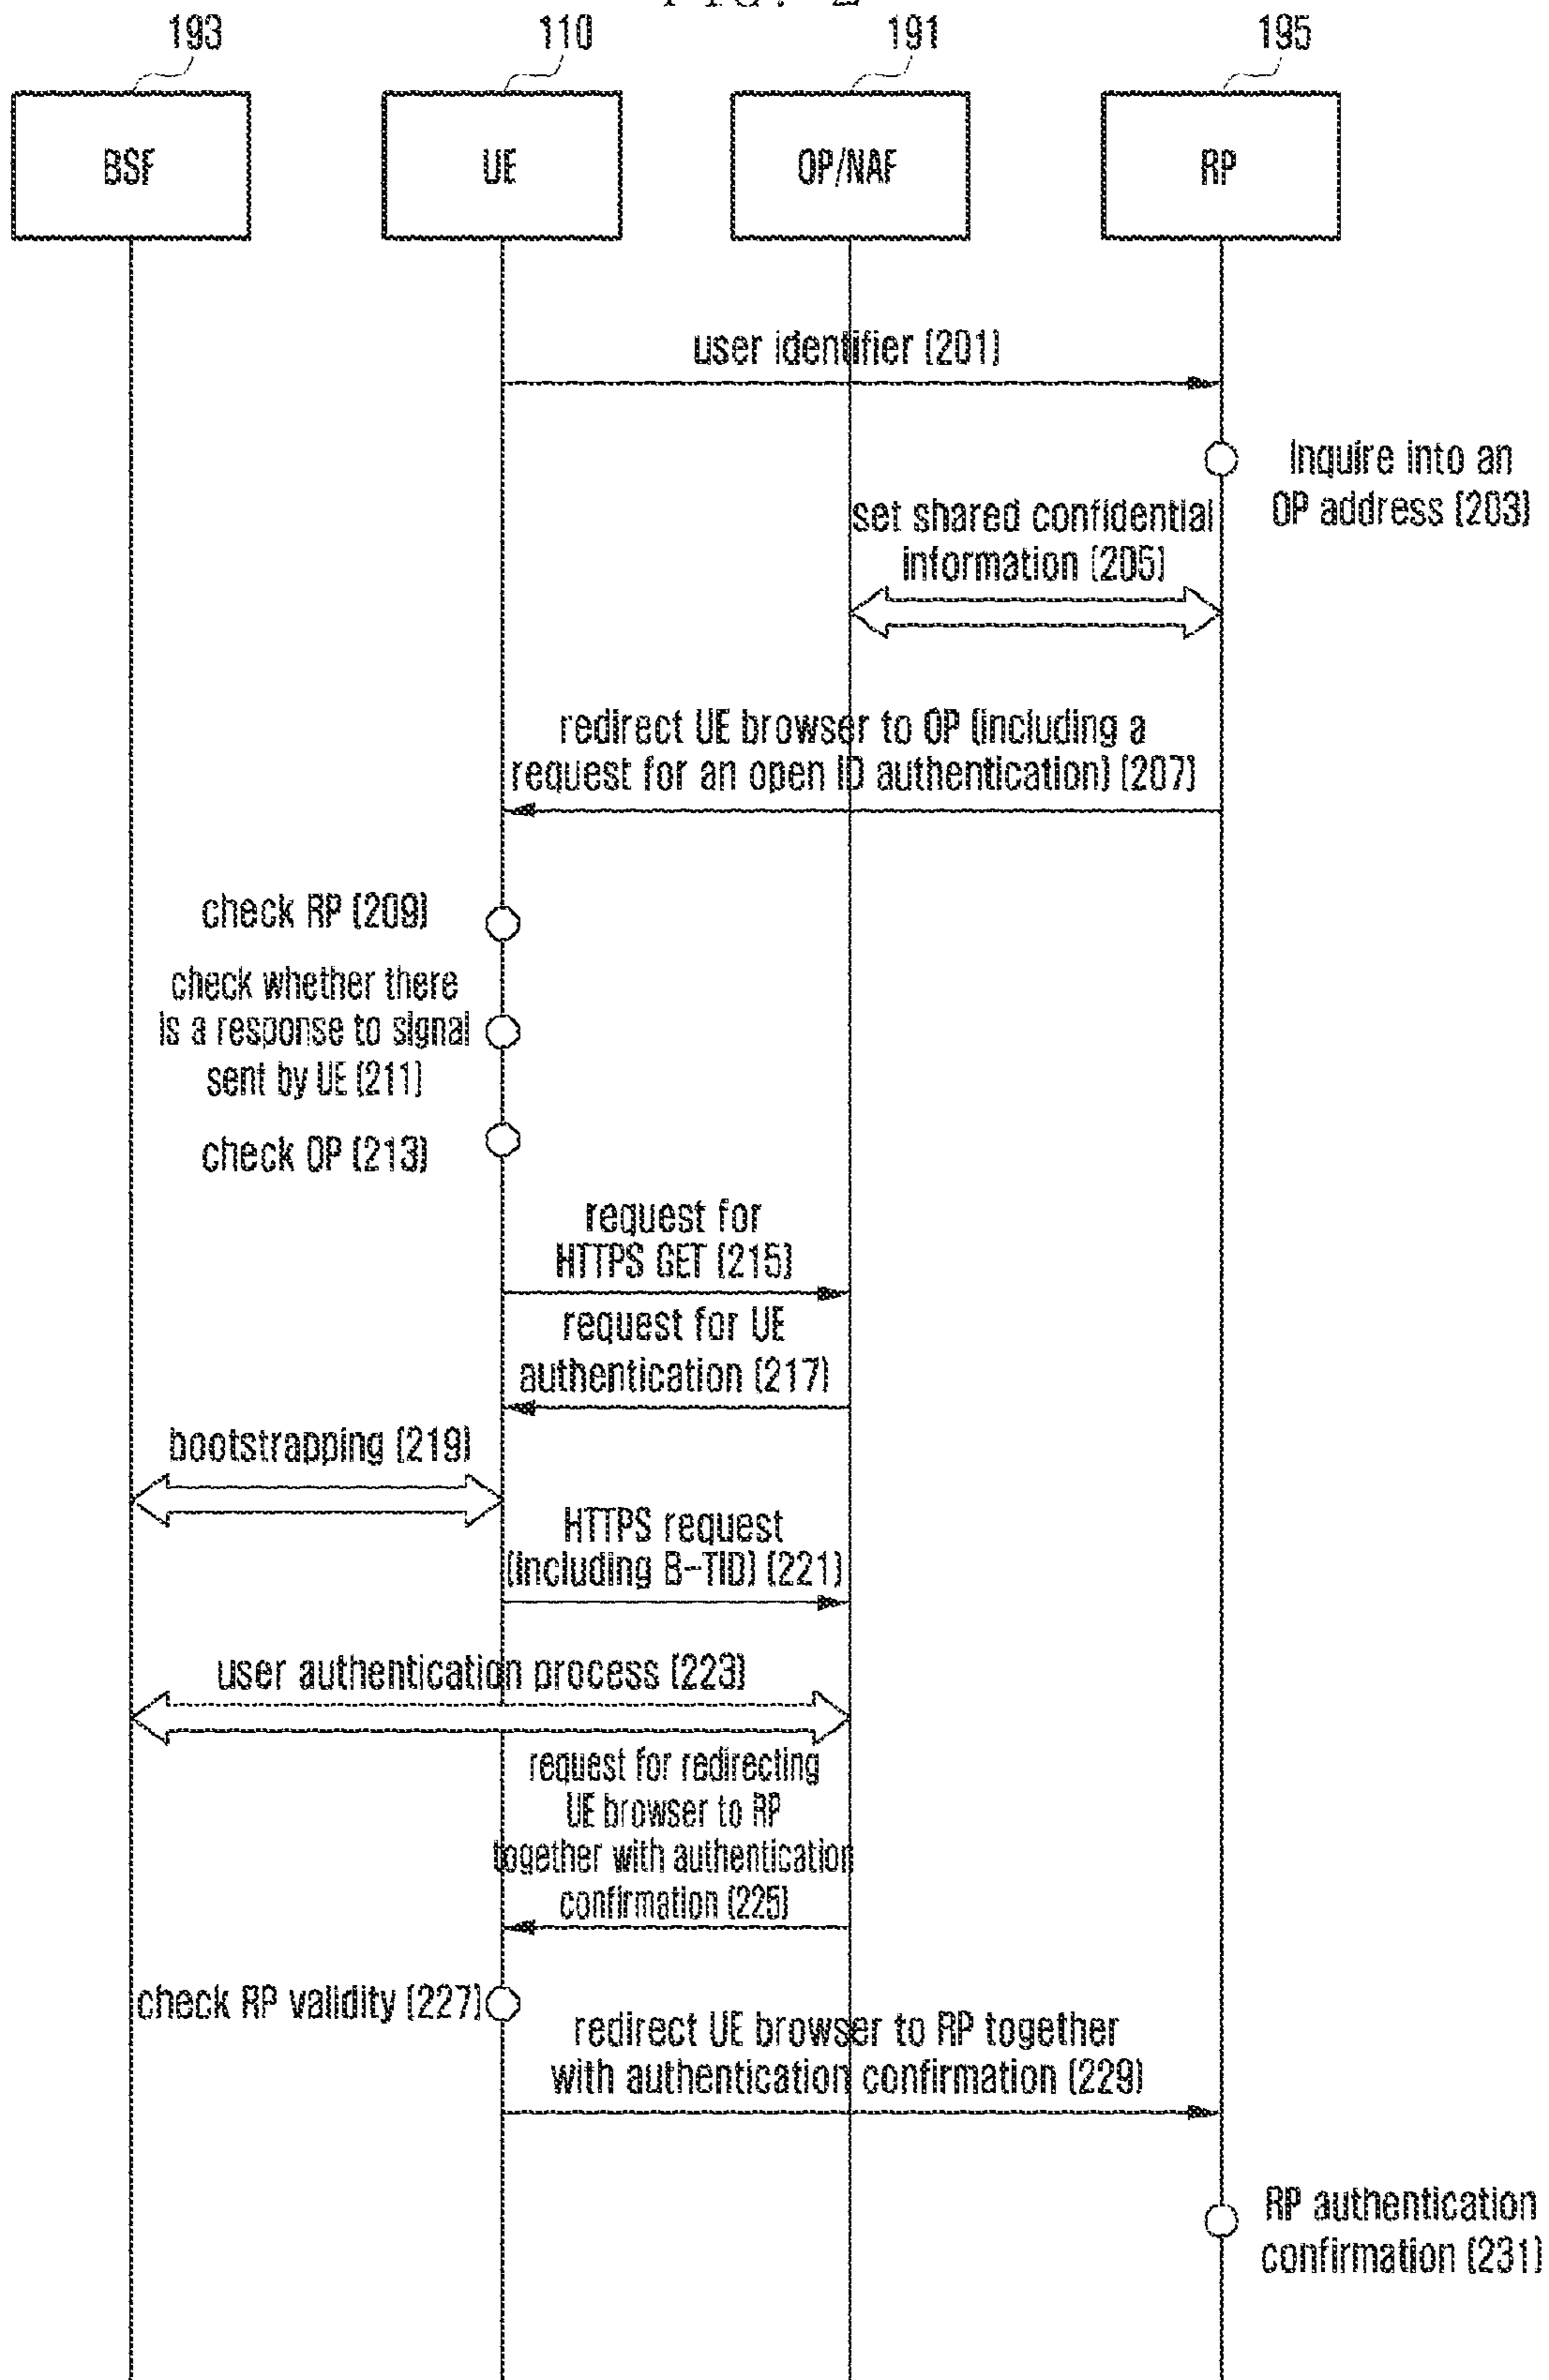 FIG. 2
193 110 191 195
BSF UE OP/NAF RP
user identifier (201)
Inquire into an
OP address (203)
set shared confidential
information (205)
redirect UE browser to OP (including a
request for an open ID authentication) (207)
check RP (209)
check whether there
is a response to signal
sent by UE (211)
check OP (213)
request for
HTTPS GET (215)
request for UE
authentication (217)
bootstrapping (219)
HTTPS request
(including B-TID) (221)
user authentication process (223)
request for redirecting
UE browser to RP
together with authentication
confirmation (225)
check RP validity (227)
redirect UE browser to RP together
with authentication confirmation (229)
RP authentication
confirmation (231)